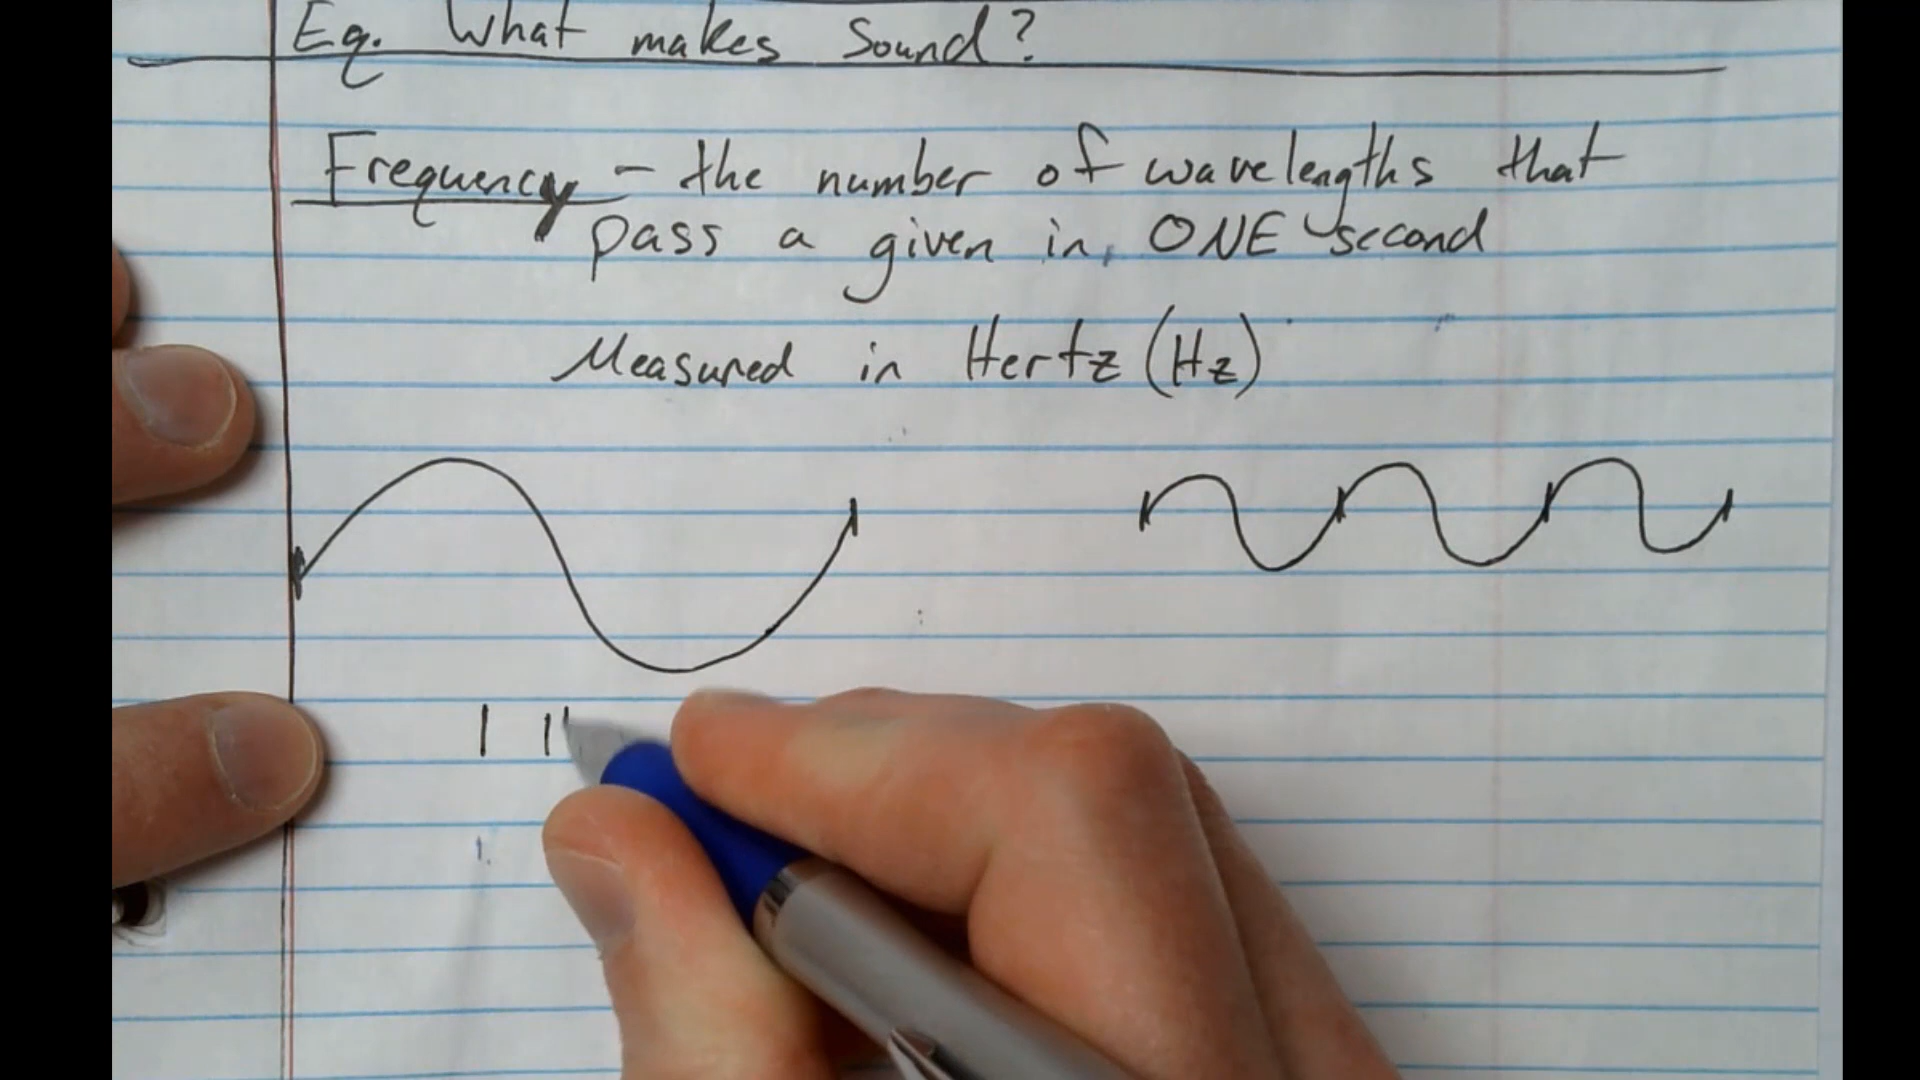 Eq. What makes Sound?
Frequency - the number of wavelengths that
pass a given in, ONE second
Measured in Hertz (Hz)
1